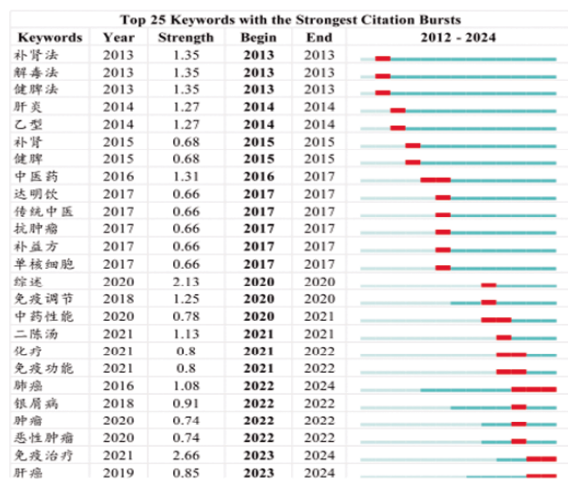 Top 25 Keywords with the Strongest Citation Bursts
Keywords Year Strength Begin End 2012 - 2024
补肾法 2013 1.35 2013 2013
解毒法 2013 1.35 2013 2013
健脾法 2013 1.35 2013 2013
肝炎 2014 1.27 2014 2014
乙型 2014 1.27 2014 2014
补肾 2015 0.68 2015 2015
健脾 2015 0.68 2015 2015
中医药 2016 1.31 2016 2017
达明饮 2017 0.66 2017 2017
传统中医 2017 0.66 2017 2017
抗肿瘤 2017 0.66 2017 2017
补益方 2017 0.66 2017 2017
单核细胞 2017 0.66 2017 2017
综述 2020 2.13 2020 2020
免疫调节 2018 1.25 2020 2020
中药性能 2020 0.78 2020 2021
二陈汤 2021 1.13 2021 2021
化疗 2021 0.8 2021 2022
免疫功能 2021 0.8 2021 2022
肺癌 2016 1.08 2022 2024
银屑病 2018 0.91 2022 2022
肿瘤 2020 0.74 2022 2022
恶性肿瘤 2020 0.74 2022 2022
免疫治疗 2021 2.66 2023 2024
肝癌 2019 0.85 2023 2024